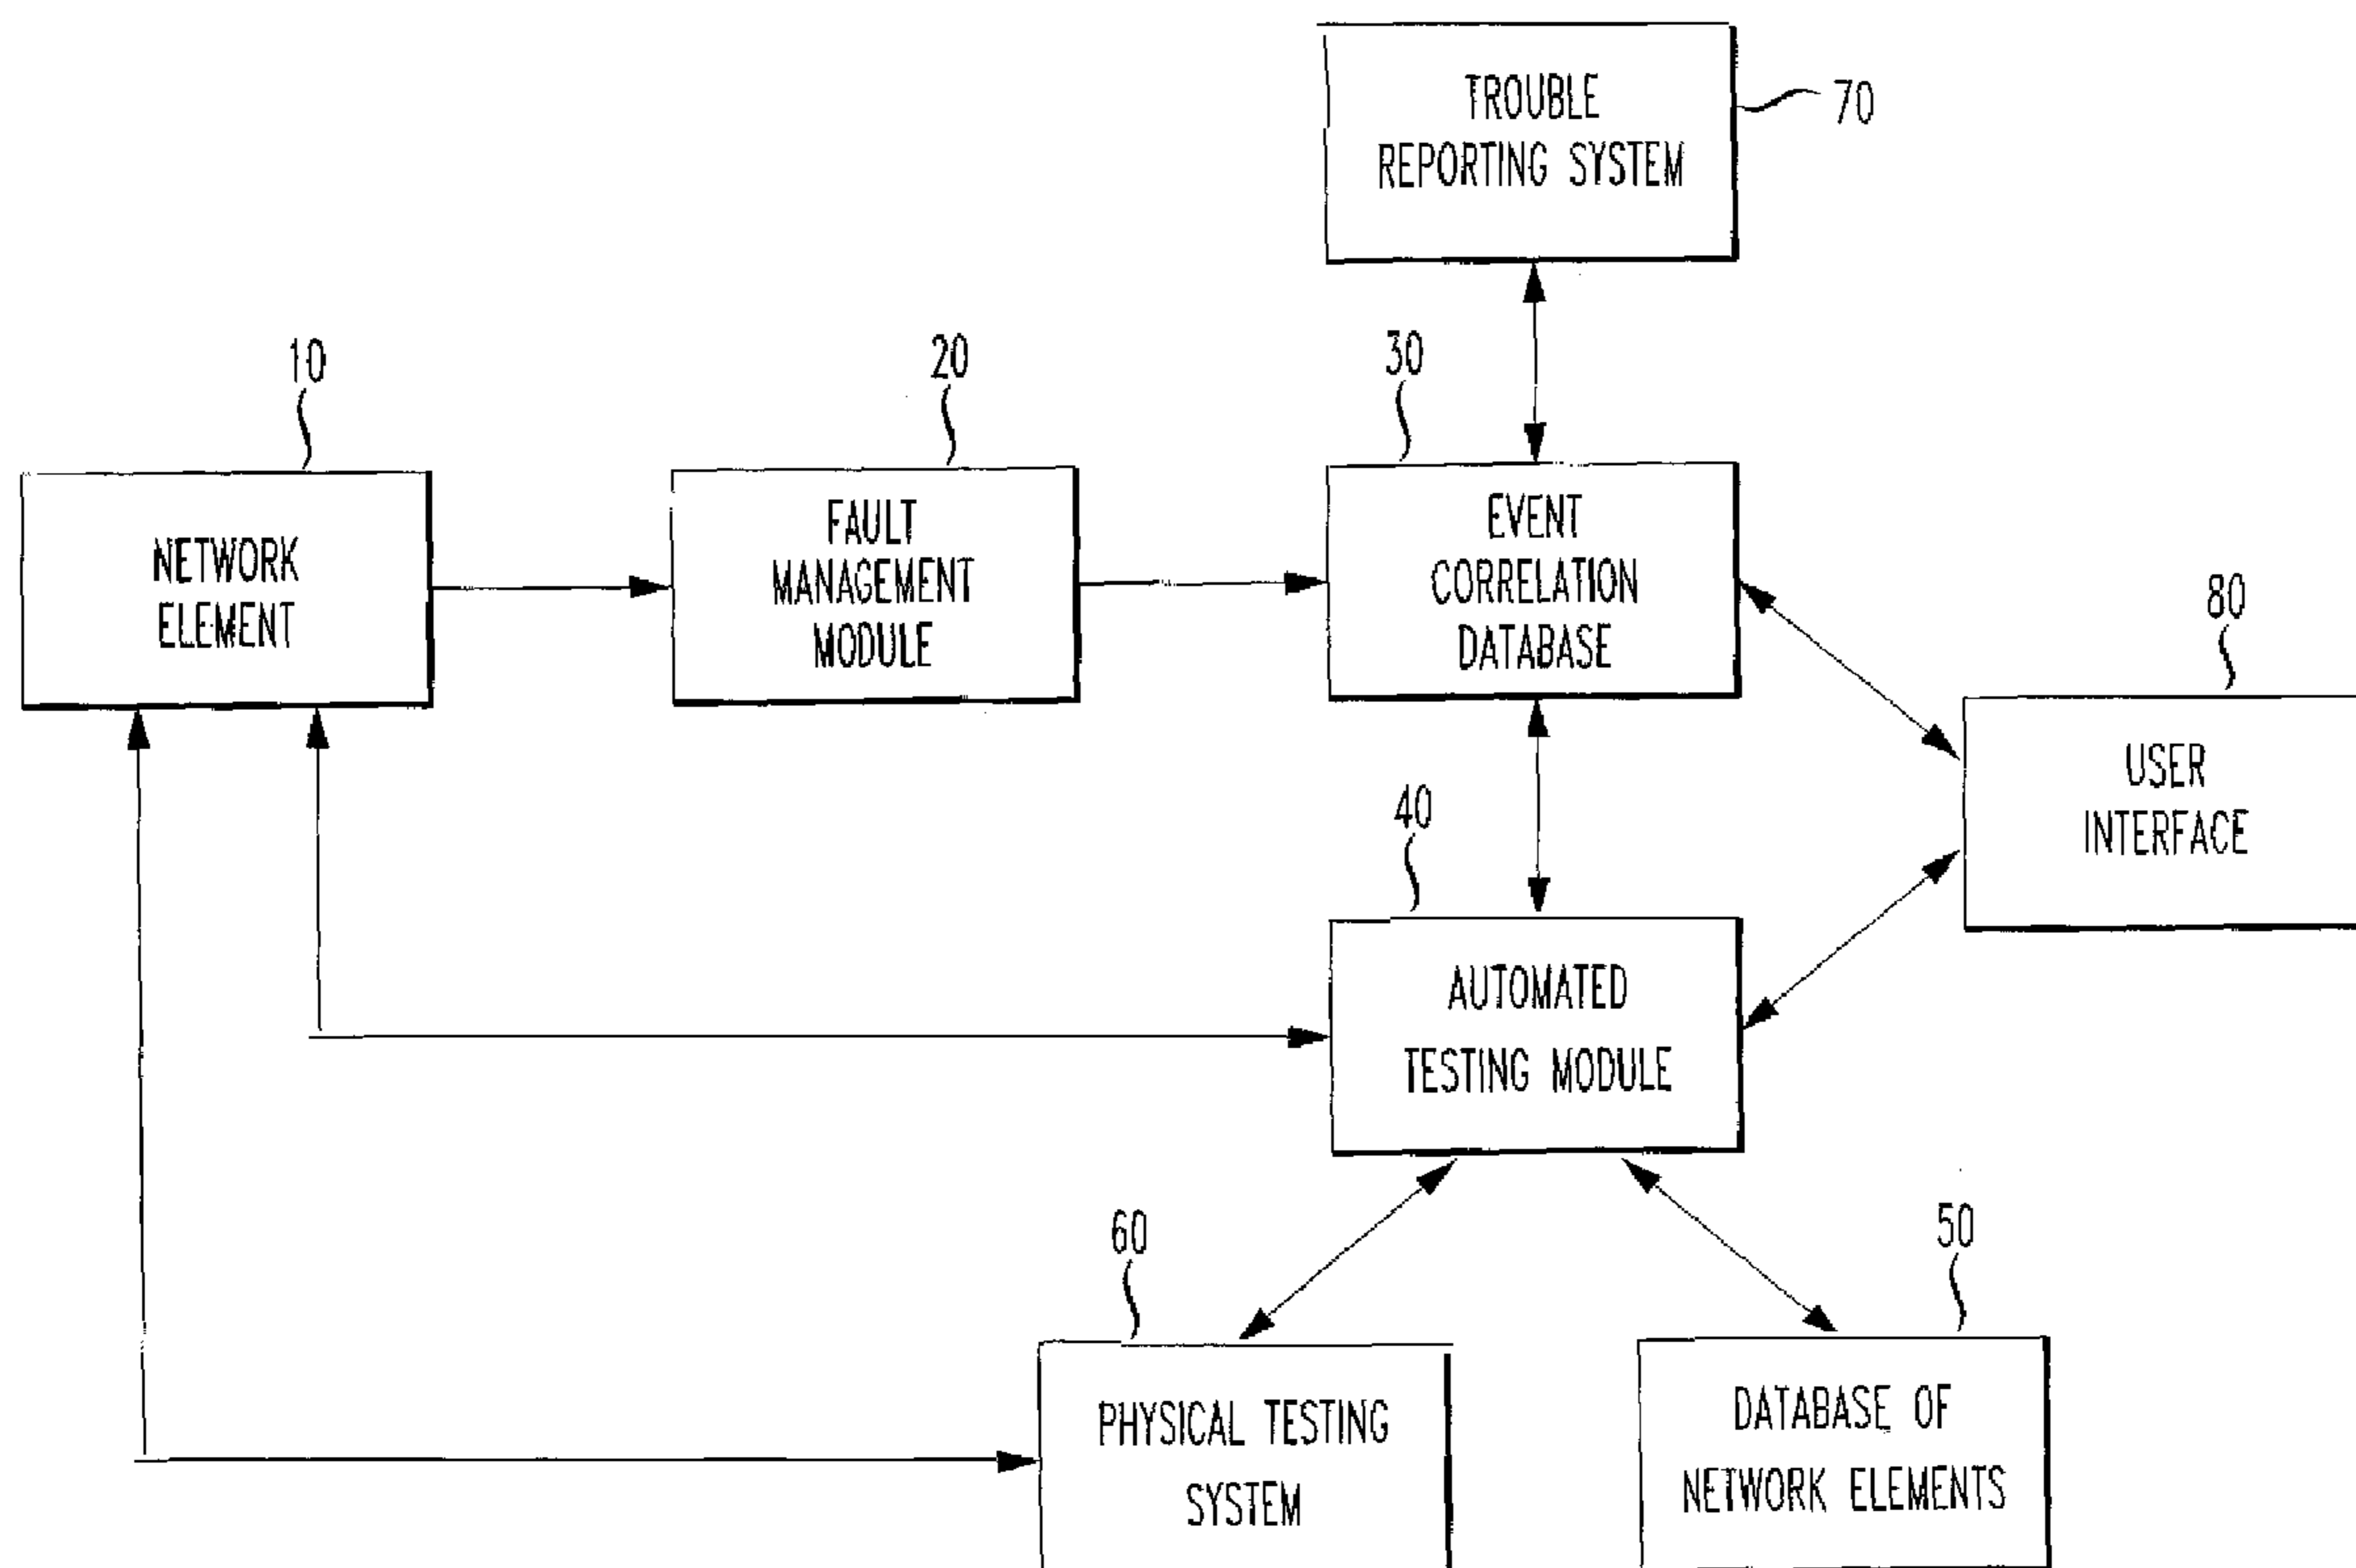 TROUBLE
REPORTING SYSTEM
70
10
20
30
NETWORK
ELEMENT
FAULT
MANAGEMENT
MODULE
EVENT
CORRELATION
DATABASE
80
USER
INTERFACE
40
AUTOMATED
TESTING MODULE
60
50
PHYSICAL TESTING
SYSTEM
DATABASE OF
NETWORK ELEMENTS